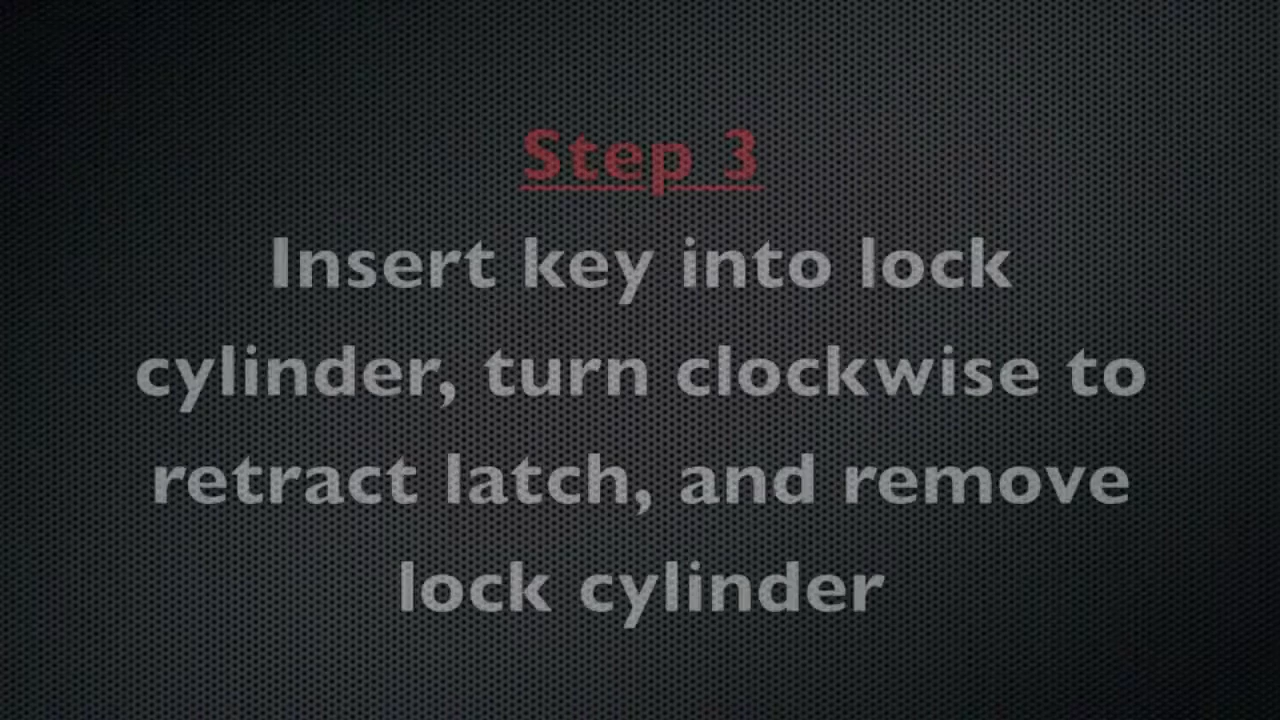 Step 3
Insert key into lock
cylinder, turn clockwise to
retract latch, and remove
lock cylinder